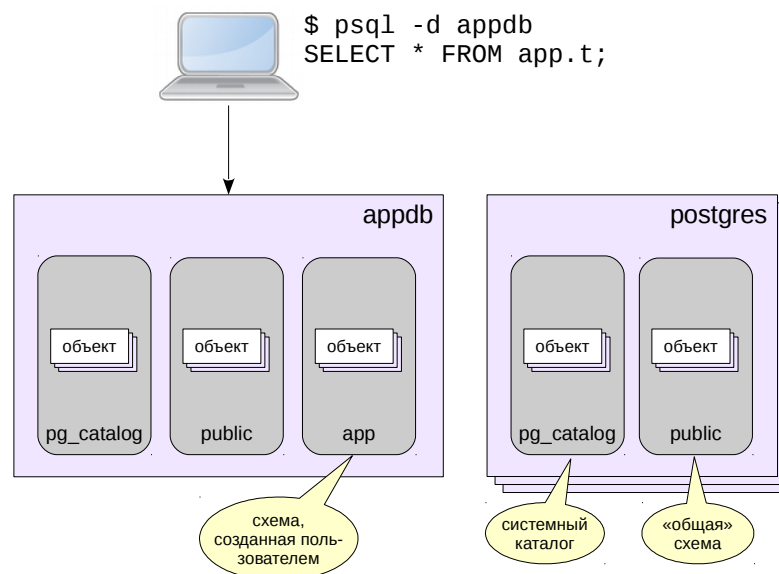 $ psql -d appdb
SELECT * FROM app.t;
appdb
объект
объект
объект
pg_catalog
public
app
postgres
объект
объект
pg_catalog
public
схема,
созданная поль-
зователем
системный
каталог
«общая»
схема